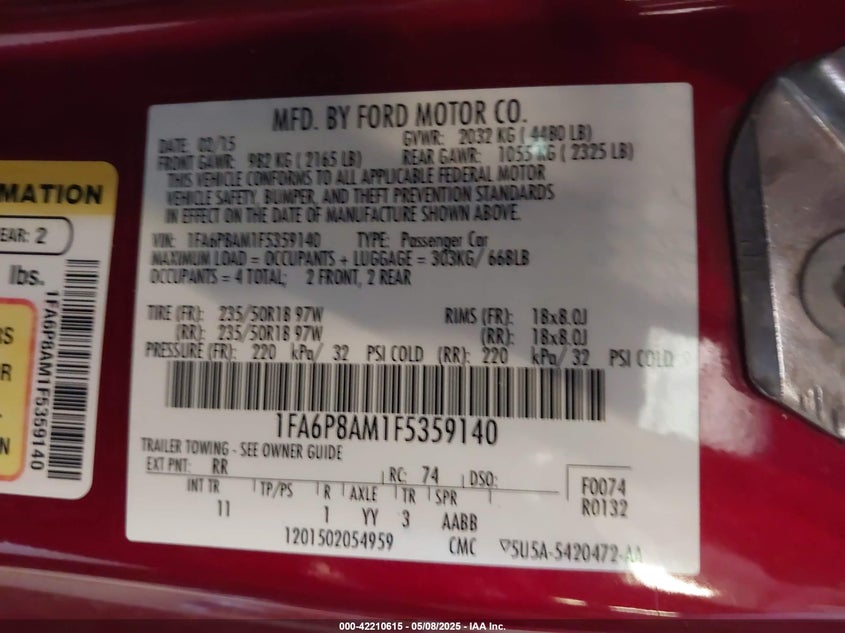 MFD. BY FORD MOTOR CO.
DATE: 02/15 GVWR: 2032 KG ( 4480 LB)
FRONT GAWR: 982 KG ( 2165 LB) REAR GAWR: 1055 KG ( 2325 LB)
THIS VEHICLE CONFORMS TO ALL APPLICABLE FEDERAL MOTOR
VEHICLE SAFETY, BUMPER, AND THEFT PREVENTION STANDARDS
IN EFFECT ON THE DATE OF MANUFACTURE SHOWN ABOVE.
VIN: 1FA6P8AM1F5359140 TYPE: Passenger Car
MAXIMUM LOAD = OCCUPANTS + LUGGAGE = 303KG/ 668LB
OCCUPANTS = 4 TOTAL; 2 FRONT, 2 REAR
TIRE (FR): 235/50R18 97W RIMS (FR): 18x8.0J
(RR): 235/50R18 97W (RR): 18x8.0J
PRESSURE (FR): 220 kPa/ 32 PSI COLD (RR): 220 kPa/ 32 PSI COLD
1FA6P8AM1F5359140
TRAILER TOWING - SEE OWNER GUIDE
EXT PNT: RR RC: 74 DSO:
INT TR TP/PS R AXLE TR SPR
11 1 YY 3 AABB
F0074
R0132
1201502054959 CMC 5U5A-5420472-AA
RMATION
EAR: 2
lbs.
1FA6P8AM1F5359140
RS
R
000-42210615 - 05/08/2025 - IAA Inc.